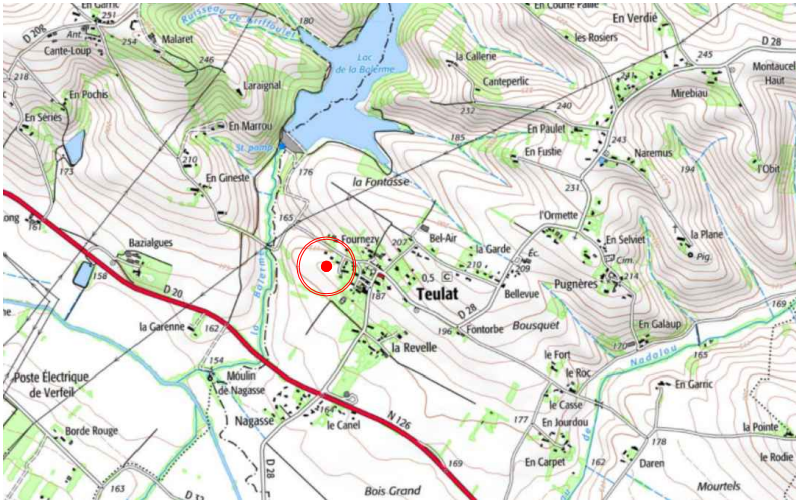 En Garric
251
Ruisseau de Griffoulet
180
En Courte Paille
En Verdié
D 20g
Ant.
254
Malaret
les Rosiers
D 28
Cante-Loup
246
Lac
de la Balerme
la Callerie
245
Montaucel
Haut
218
Laraignal
Canteperlic
241
Mirebiau
En Pochis
232
240
En Sériès
En Marrou
St. pomp.
185
En Paulet
243
Naremus
En Fustie
173
210
176
194
l'Obit
En Gineste
la Fontasse
231
165
l'Ormette
161
Fournezy
207
Bel-Air
la Garde
En Selviet
la Plane
Bazialgues
la Balerme
210
Éc.
209
Cim.
Pig.
158
0,5
C
Pugnères
214
187
Teulat
Bellevue
D 20
D 28
169
la Garenne
162
196
Fontorbe
Bousquet
En Galaup
170
Nadalou
165
la Revelle
154
le Fort
Poste Électrique
de Verfeil
Moulin
de Nagasse
le Roc
En Garric
164
le Casse
Nagasse
le Canel
N 126
177
En Jourdou
de
la Pointe
Borde Rouge
178
D 28
169
En Carpet
162
Daren
le Rodie
163
Bois Grand
Mourtels